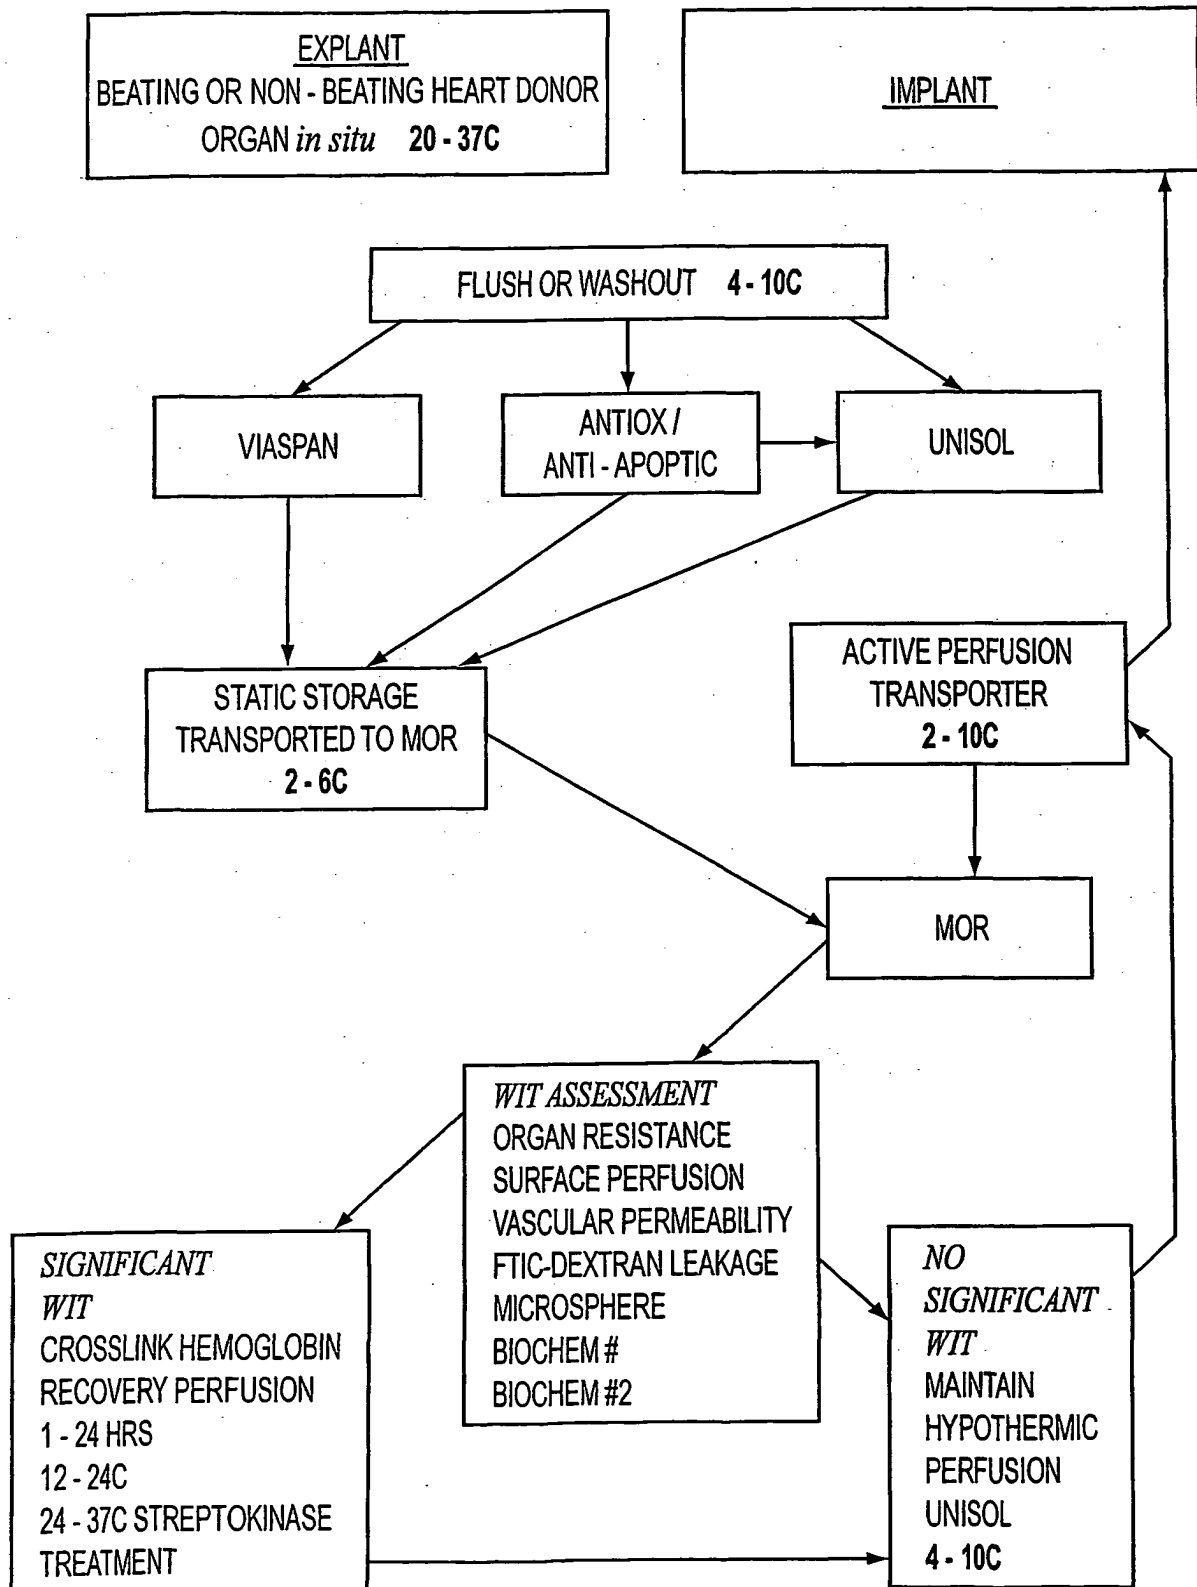 EXPLANT
BEATING OR NON - BEATING HEART DONOR
ORGAN in situ 20 - 37C
IMPLANT
FLUSH OR WASHOUT 4 - 10C
VIASPAN
ANTIOX /
ANTI - APOPTIC
UNISOL
STATIC STORAGE
TRANSPORTED TO MOR
2 - 6C
ACTIVE PERFUSION
TRANSPORTER
2 - 10C
MOR
WIT ASSESSMENT
ORGAN RESISTANCE
SURFACE PERFUSION
VASCULAR PERMEABILITY
FTIC-DEXTRAN LEAKAGE
MICROSPHERE
BIOCHEM #
BIOCHEM #2
SIGNIFICANT
WIT
CROSSLINK HEMOGLOBIN
RECOVERY PERFUSION
1 - 24 HRS
12 - 24C
24 - 37C STREPTOKINASE
TREATMENT
NO
SIGNIFICANT
WIT
MAINTAIN
HYPOTHERMIC
PERFUSION
UNISOL
4 - 10C